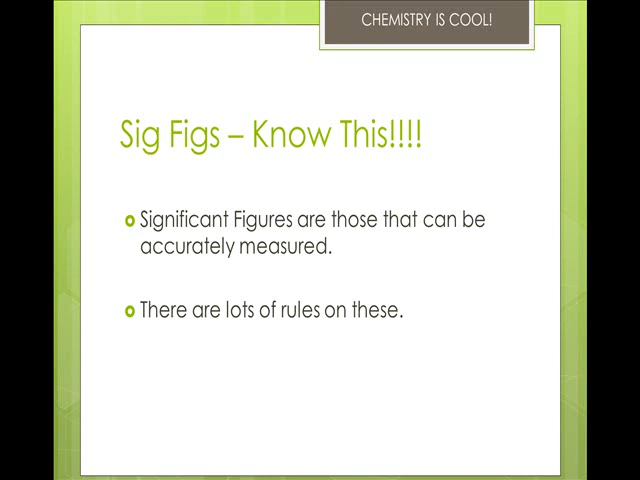 CHEMISTRY IS COOL!
Sig Figs – Know This!!!!
Significant Figures are those that can be
accurately measured.
There are lots of rules on these.